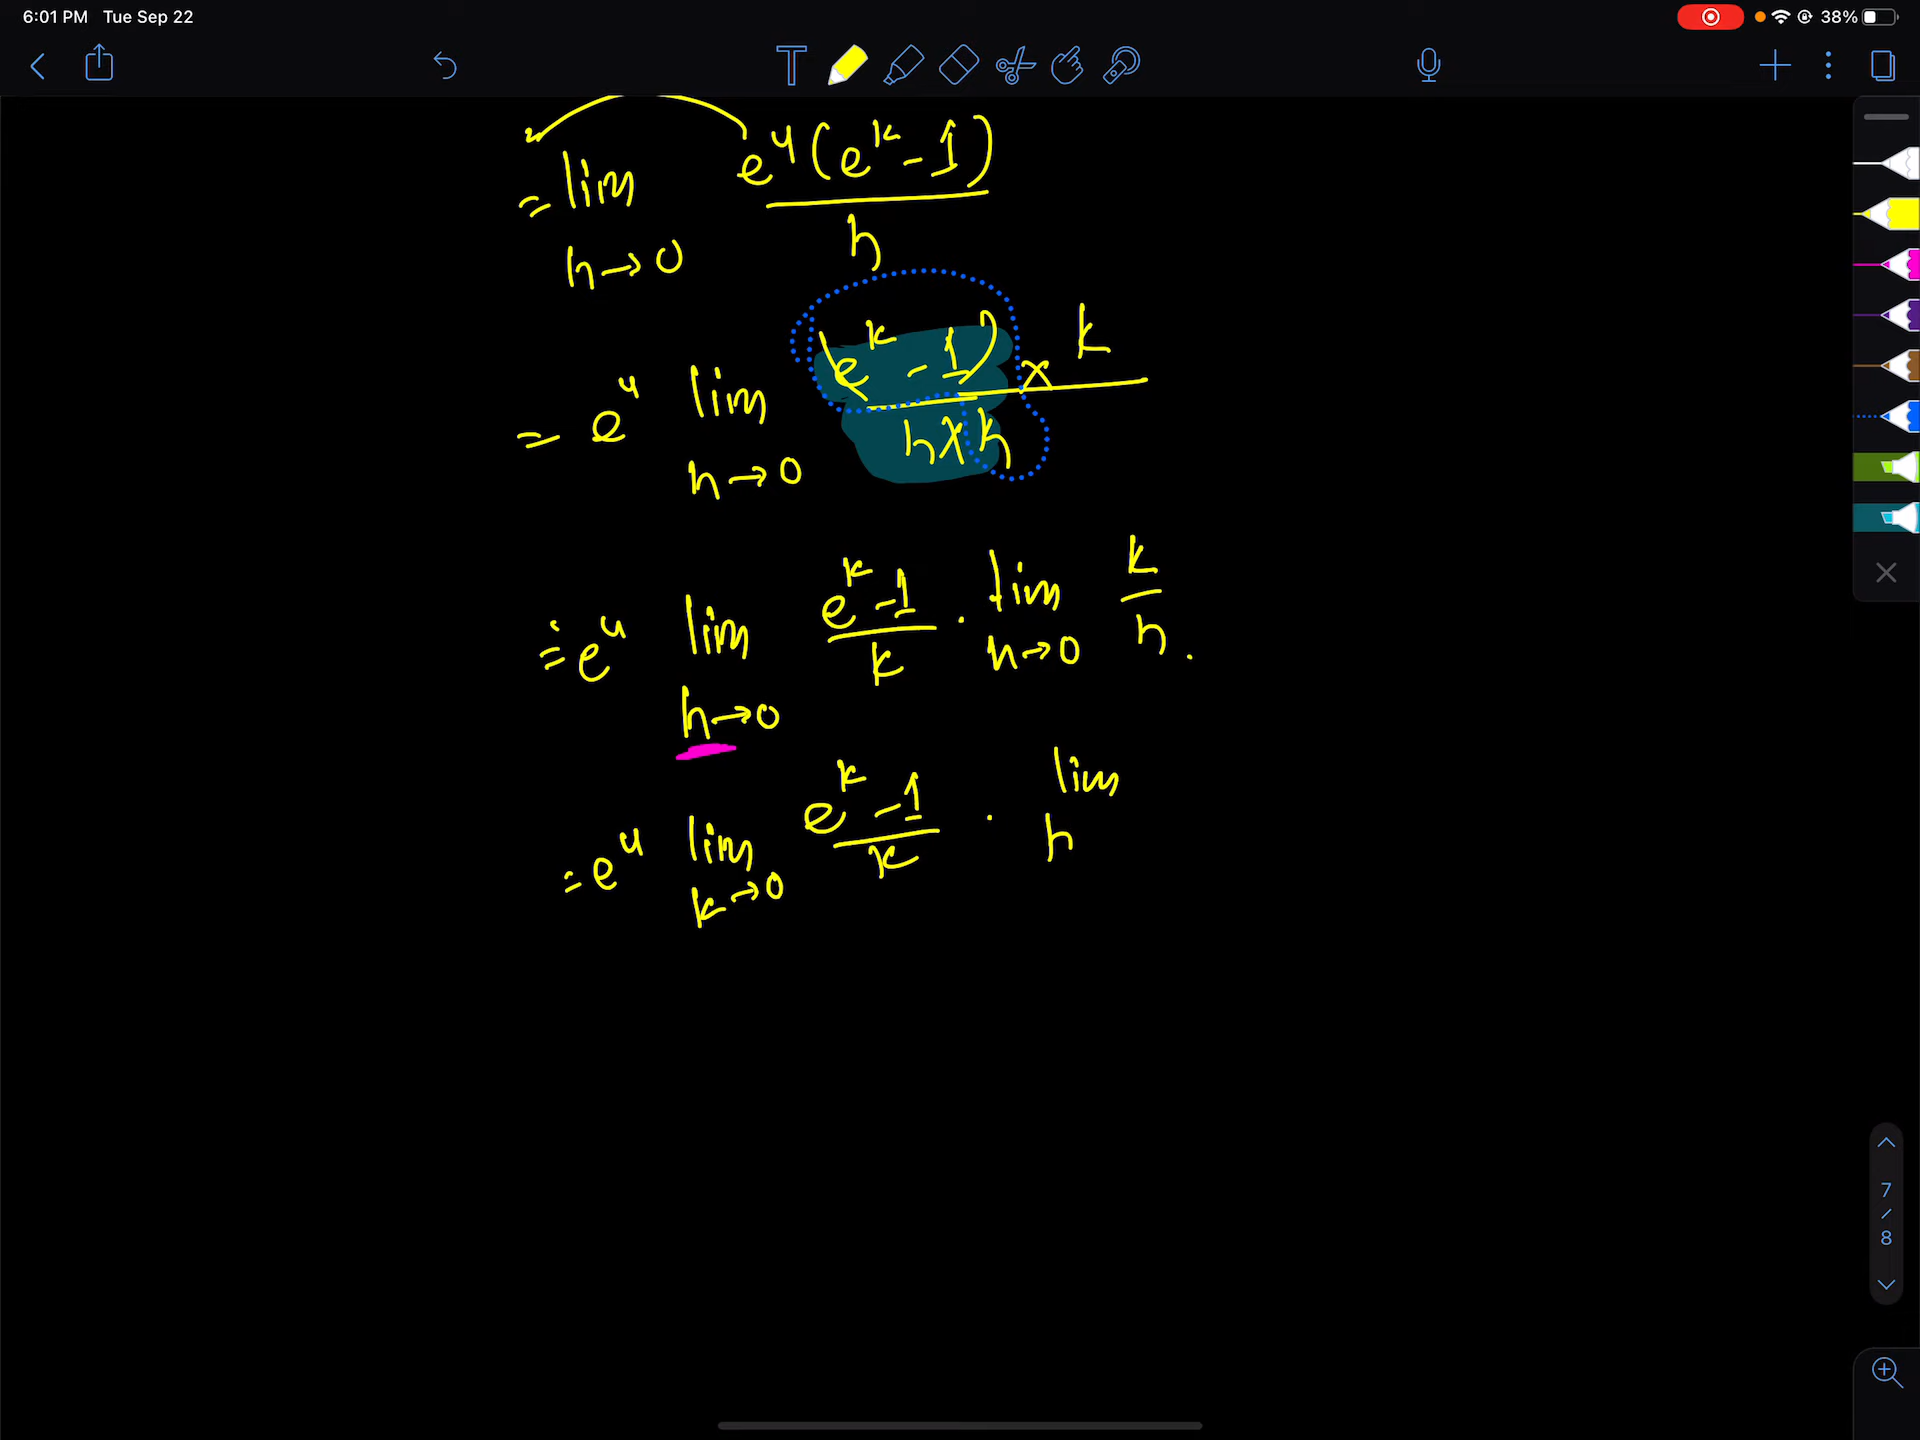 6:01 PM Tue Sep 22
38%
= lim e^u (e^k - 1)
h
h→0
= e^u lim (e^k - 1) × k
h × h
h→0
= e^u lim e^k - 1 / k . lim k / h .
h→0 h→0
= e^u lim e^k - 1 / k . lim
k→0 h
7
/
8